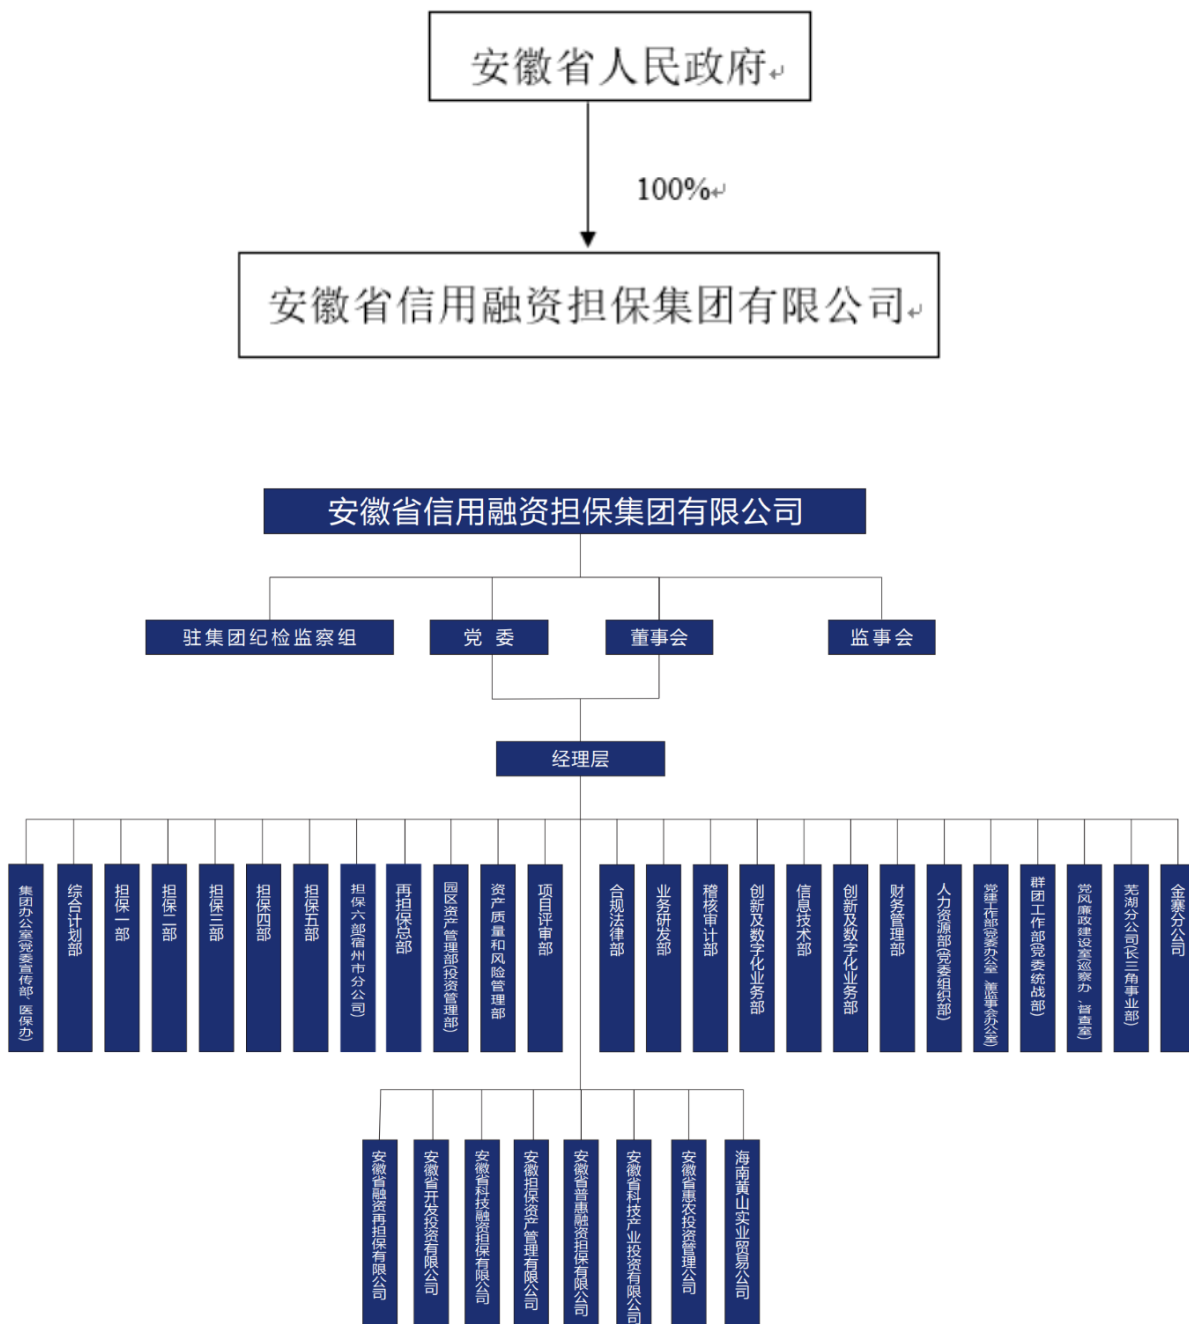 安徽省人民政府↵
100%↵
安徽省信用融资担保集团有限公司↵
安徽省信用融资担保集团有限公司
驻集团纪检监察组
党 委
董事会
监事会
经理层
集团办公室(党委宣传部、医保办)
综合计划部
担保一部
担保二部
担保三部
担保四部
担保五部
担保六部宿州市分公司)
再担保总部
园区资产管理部(投资管理部)
资产质量和风险管理部
项目评审部
合规法律部
业务研发部
稽核审计部
创新及数字化业务部
信息技术部
创新及数字化业务部
财务管理部
人力资源部(党委组织部)
党建工作部(党委办公室 董监事会办公室)
群团工作部(党委统战部)
党风廉政建设室(巡察办、督查室)
芜湖分公司(长三角事业部)
金寨分公司
安徽省融资再担保有限公司
安徽省开发投资有限公司
安徽省科技融资担保有限公司
安徽担保资产管理有限公司
安徽省普惠融资担保有限公司
安徽省科技产业投资有限公司
安徽省惠农投资管理公司
海南黄山实业贸易公司